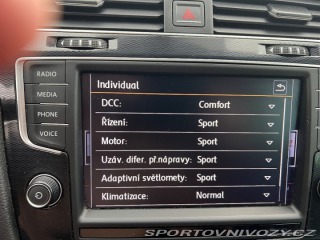 Individual
RADIO
MEDIA
PHONE
VOICE
DCC: Comfort
Řízení: Sport
Motor: Sport
Uzáv. difer. př.nápravy: Sport
Adaptivní světlomety: Sport
Klimatizace: Normal
SPORTOVNIVOZY.CZ